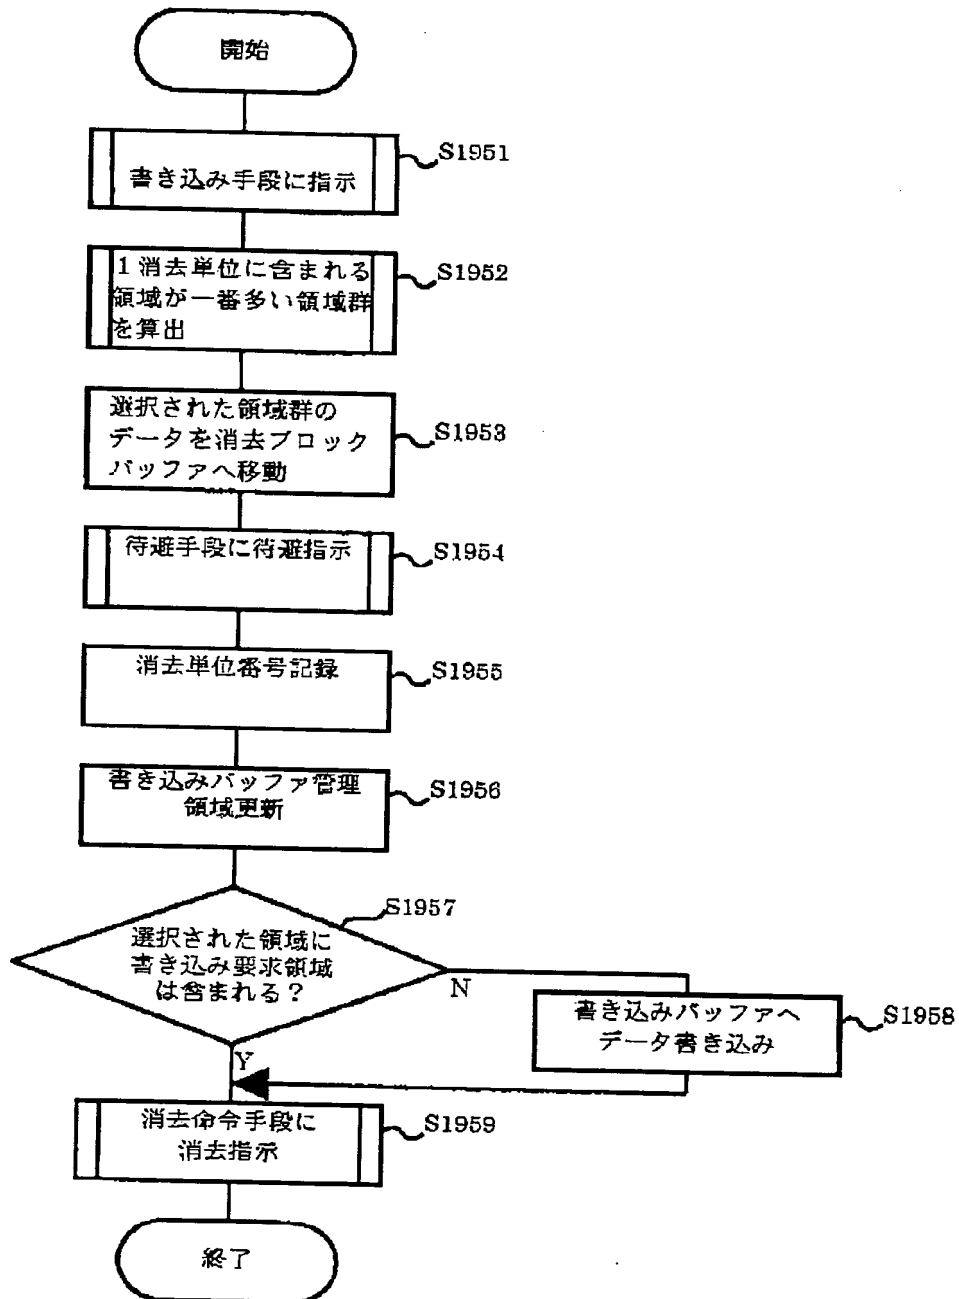 開始
書き込み手段に指示
S1951
1消去単位に含まれる
領域が一番多い領域群
を算出
S1952
選択された領域群の
データを消去ブロック
バッファへ移動
S1953
待避手段に待避指示
S1954
消去単位番号記録
S1955
書き込みバッファ管理
領域更新
S1956
選択された領域に
書き込み要求領域
は含まれる?
S1957
N
書き込みバッファへ
データ書き込み
S1958
Y
消去命令手段に
消去指示
S1959
終了